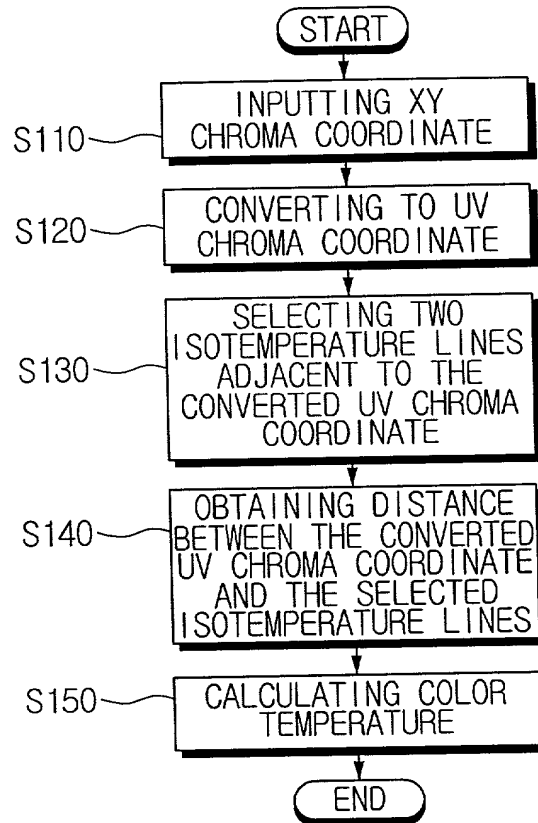 START
INPUTTING XY
CHROMA COORDINATE
S110
CONVERTING TO UV
CHROMA COORDINATE
S120
SELECTING TWO
ISOTEMPERATURE LINES
ADJACENT TO THE
CONVERTED UV CHROMA
COORDINATE
S130
OBTAINING DISTANCE
BETWEEN THE CONVERTED
UV CHROMA COORDINATE
AND THE SELECTED
ISOTEMPERATURE LINES
S140
CALCULATING COLOR
TEMPERATURE
S150
END